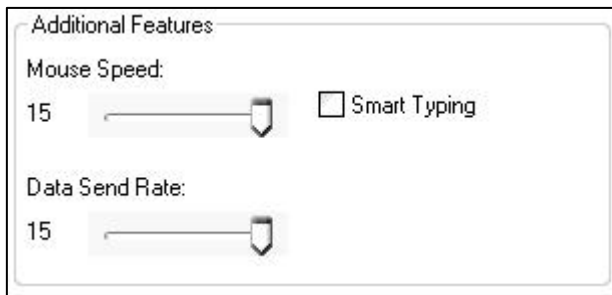 Additional Features
Mouse Speed:
15
Smart Typing
Data Send Rate:
15